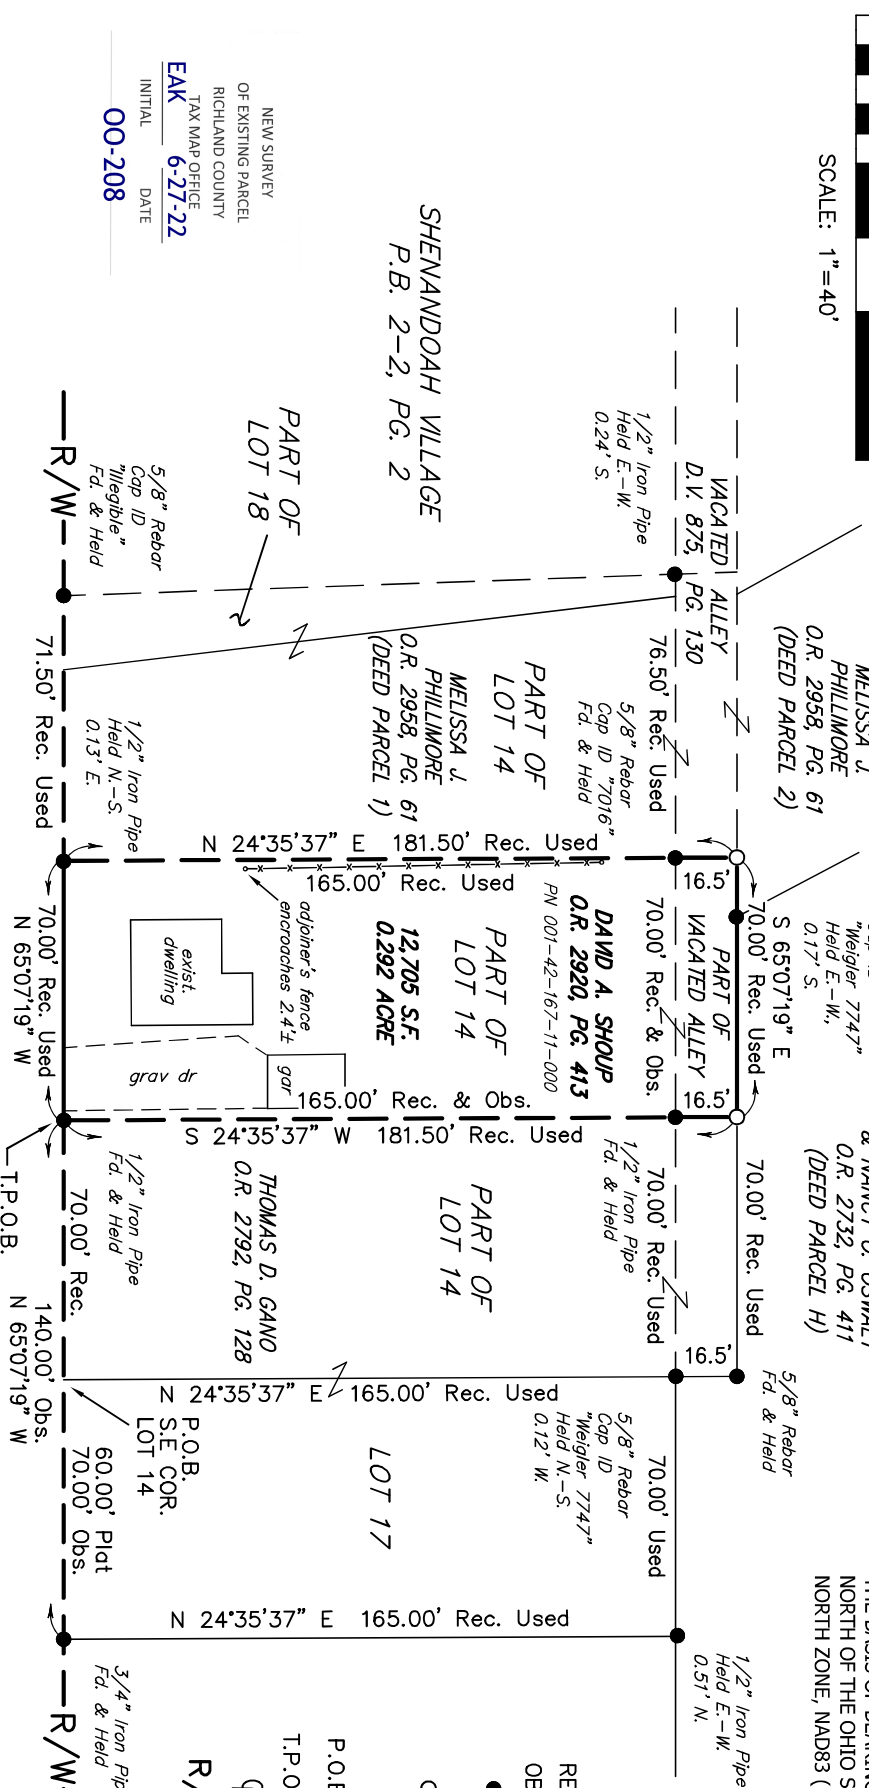 NEW SURVEY
OF EXISTING PARCEL
RICHLAND COUNTY
TAX MAP OFFICE
EAK 6-27-22
INITIAL DATE
OO-208
SCALE: 1"=40'
SHENANDOAH VILLAGE
P.B. 2-2, PG. 2
PART OF
LOT 18
R/W
5/8" Rebar
Cap ID
"Illegible"
Fd. & Held
1/2" Iron Pipe
Held E.-W.
0.24' S.
VACATED ALLEY
D.V. 875, PG. 130
MELISSA J.
PHILLIMORE
O.R. 2958, PG. 61
(DEED PARCEL 2)
76.50' Rec. Used
5/8" Rebar
Cap ID "7016"
Fd. & Held
PART OF
LOT 14
MELISSA J.
PHILLIMORE
O.R. 2958, PG. 61
(DEED PARCEL 1)
71.50' Rec. Used
1/2" Iron Pipe
Held N.-S.
0.13' E.
N 24°35'37" E 181.50' Rec. Used
165.00' Rec. Used
16.5'
"Weigler 7747"
Held E.-W.,
0.17' S.
S 65°07'19" E
70.00' Rec. Used
PART OF
VACATED ALLEY
70.00' Rec. & Obs.
DAVID A. SHOUP
O.R. 2920, PG. 413
PN 001-42-167-11-000
PART OF
LOT 14
12,705 S.F.
0.292 ACRE
adjoiner's fence
encroaches 2.4'±
exist.
dwelling
gar
grav dr
70.00' Rec. Used
N 65°07'19" W
165.00' Rec. & Obs.
16.5'
S 24°35'37" W 181.50' Rec. Used
T.P.O.B.
1/2" Iron Pipe
Fd. & Held
1/2" Iron Pipe
Fd. & Held
& NANCY J. OSWALT
O.R. 2732, PG. 411
(DEED PARCEL H)
70.00' Rec. Used
70.00' Rec. Used
PART OF
LOT 14
THOMAS D. GANO
O.R. 2792, PG. 128
70.00' Rec.
140.00' Obs.
N 65°07'19" W
16.5'
N 24°35'37" E 165.00' Rec. Used
5/8" Rebar
Fd. & Held
5/8" Rebar
Cap ID
"Weigler 7747"
Held N.-S.
0.12' W.
P.O.B.
S.E COR.
LOT 14
LOT 17
70.00' Used
60.00' Plat
70.00' Obs.
N 24°35'37" E 165.00' Rec. Used
1/2" Iron Pipe
Held E.-W.
0.51' N.
3/4" Iron Pip
Fd. & Held
R/W
NORTH OF THE OHIO S
NORTH ZONE, NAD83 (
RE
OB
P.O.B
T.P.O
R/